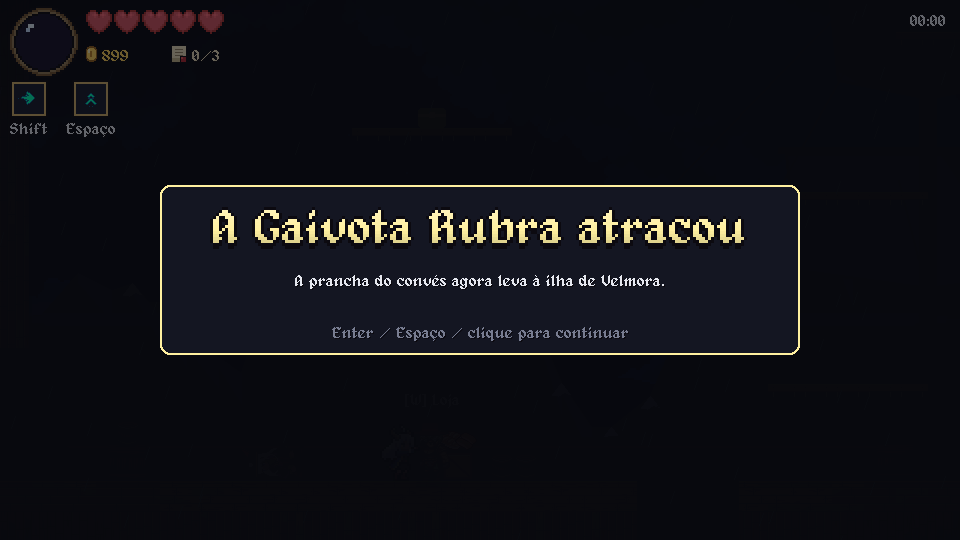 899
0/3
00:00
Shift
Espaço
A Gaivota Rubra atracou
A prancha do convés agora leva à ilha de Velmora.
Enter / Espaço / clique para continuar